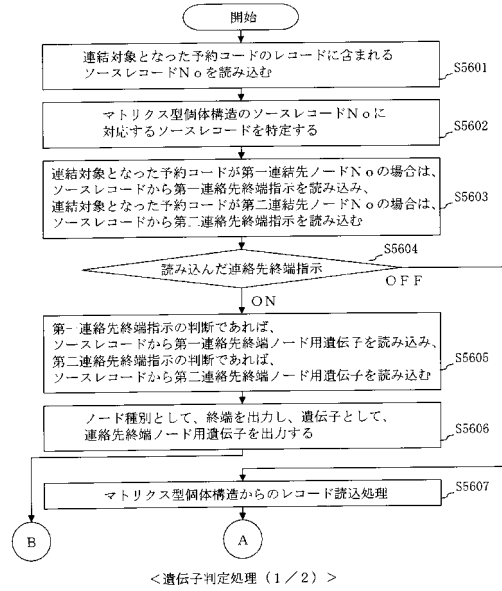 開始
連結対象となった予約コードのレコードに含まれる
ソースレコードNoを読み込む
S5601
マトリクス型個体構造のソースレコードNoに
対応するソースレコードを特定する
S5602
連結対象となった予約コードが第一連結先ノードNoの場合は、
ソースレコードから第一連絡先終端指示を読み込み、
連結対象となった予約コードが第二連結先ノードNoの場合は、
ソースレコードから第二連絡先終端指示を読み込む
S5603
S5604
読み込んだ連絡先終端指示
OFF
ON
第一連絡先終端指示の判断であれば、
ソースレコードから第一連絡先終端ノード用遺伝子を読み込み、
第二連絡先終端指示の判断であれば、
ソースレコードから第二連絡先終端ノード用遺伝子を読み込む
S5605
ノード種別として、終端を出力し、遺伝子として、
連絡先終端ノード用遺伝子を出力する
S5606
マトリクス型個体構造からのレコード読込処理
S5607
B
A
＜遺伝子判定処理（1／2）＞